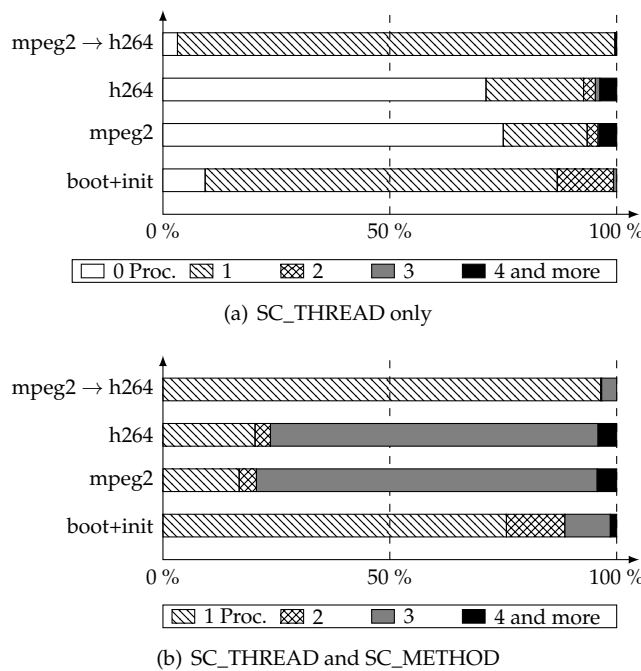 mpeg2 → h264
h264
mpeg2
boot+init
0 % 50 % 100 %
0 Proc. 1 2 3 4 and more
(a) SC_THREAD only
mpeg2 → h264
h264
mpeg2
boot+init
0 % 50 % 100 %
1 Proc. 2 3 4 and more
(b) SC_THREAD and SC_METHOD